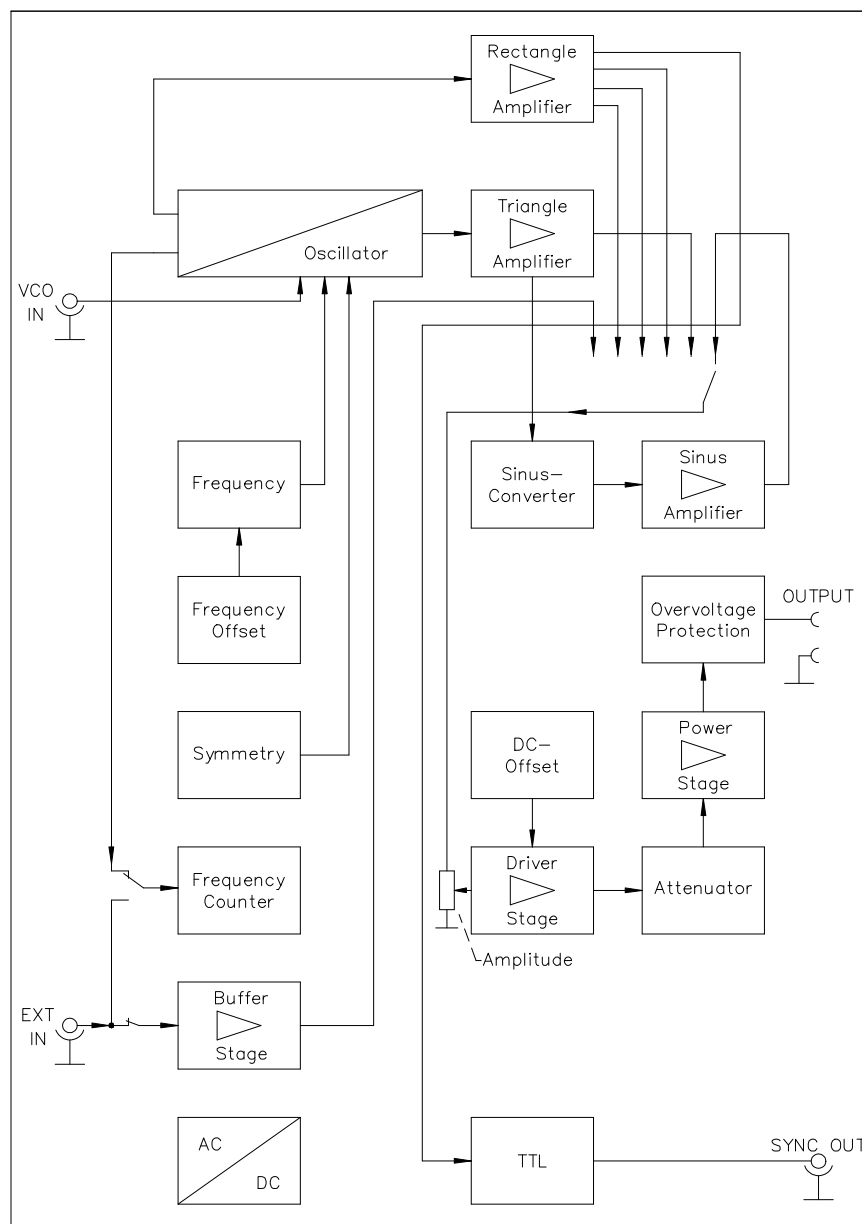 Rectangle
Amplifier
Oscillator
Triangle
Amplifier
VCO
IN
Frequency
Sinus–
Converter
Sinus
Amplifier
Frequency
Offset
Overvoltage
Protection
OUTPUT
Symmetry
DC–
Offset
Power
Stage
Frequency
Counter
Driver
Stage
Attenuator
Amplitude
EXT
IN
Buffer
Stage
AC
DC
TTL
SYNC OUT